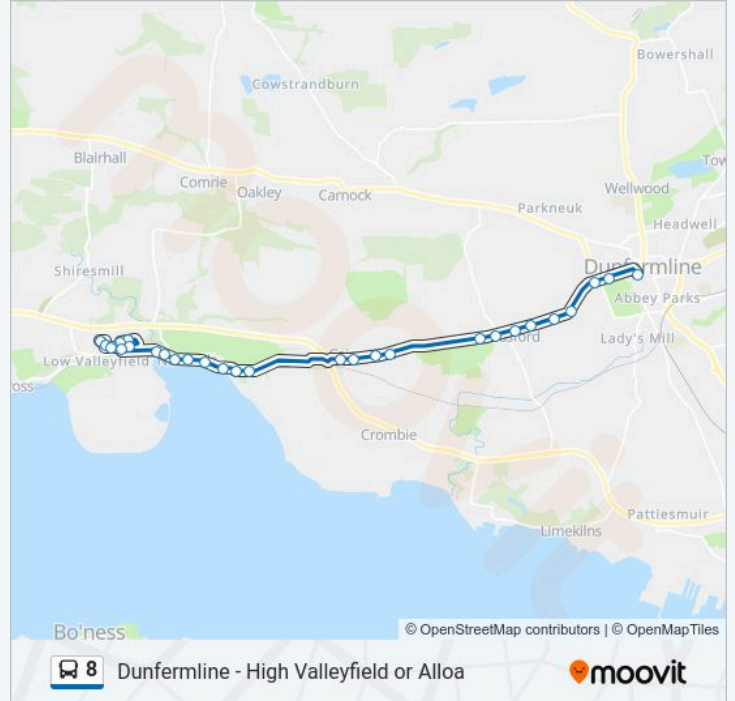 Bowershall
Cowstrandburn
Blairhall
Tow
Comrie
Oakley
Carnock
Wellwood
Parkneuk
Headwell
Dunfermline
Shiresmill
Abbey Parks
Lady's Mill
Low Valleyfield
oss
Crombie
Pattiesmuir
Limekilns
Bo'ness
© OpenStreetMap contributors | © OpenMapTiles
8 Dunfermline - High Valleyfield or Alloa
moovit